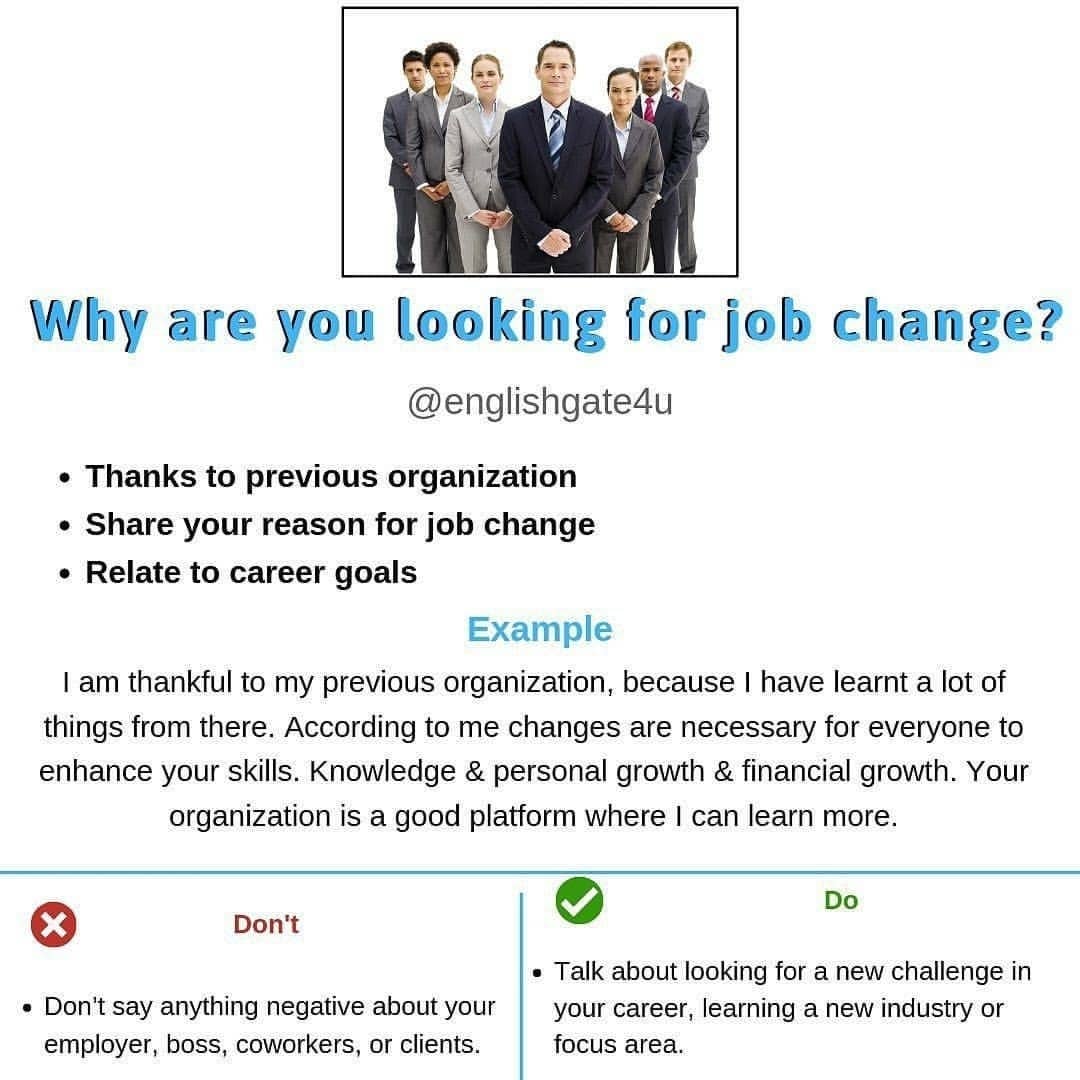 Why are you looking for job change?
@englishgate4u
• Thanks to previous organization
• Share your reason for job change
• Relate to career goals
Example
I am thankful to my previous organization, because I have learnt a lot of
things from there. According to me changes are necessary for everyone to
enhance your skills. Knowledge & personal growth & financial growth. Your
organization is a good platform where I can learn more.
Don't
• Don't say anything negative about your
employer, boss, coworkers, or clients.
Do
• Talk about looking for a new challenge in
your career, learning a new industry or
focus area.